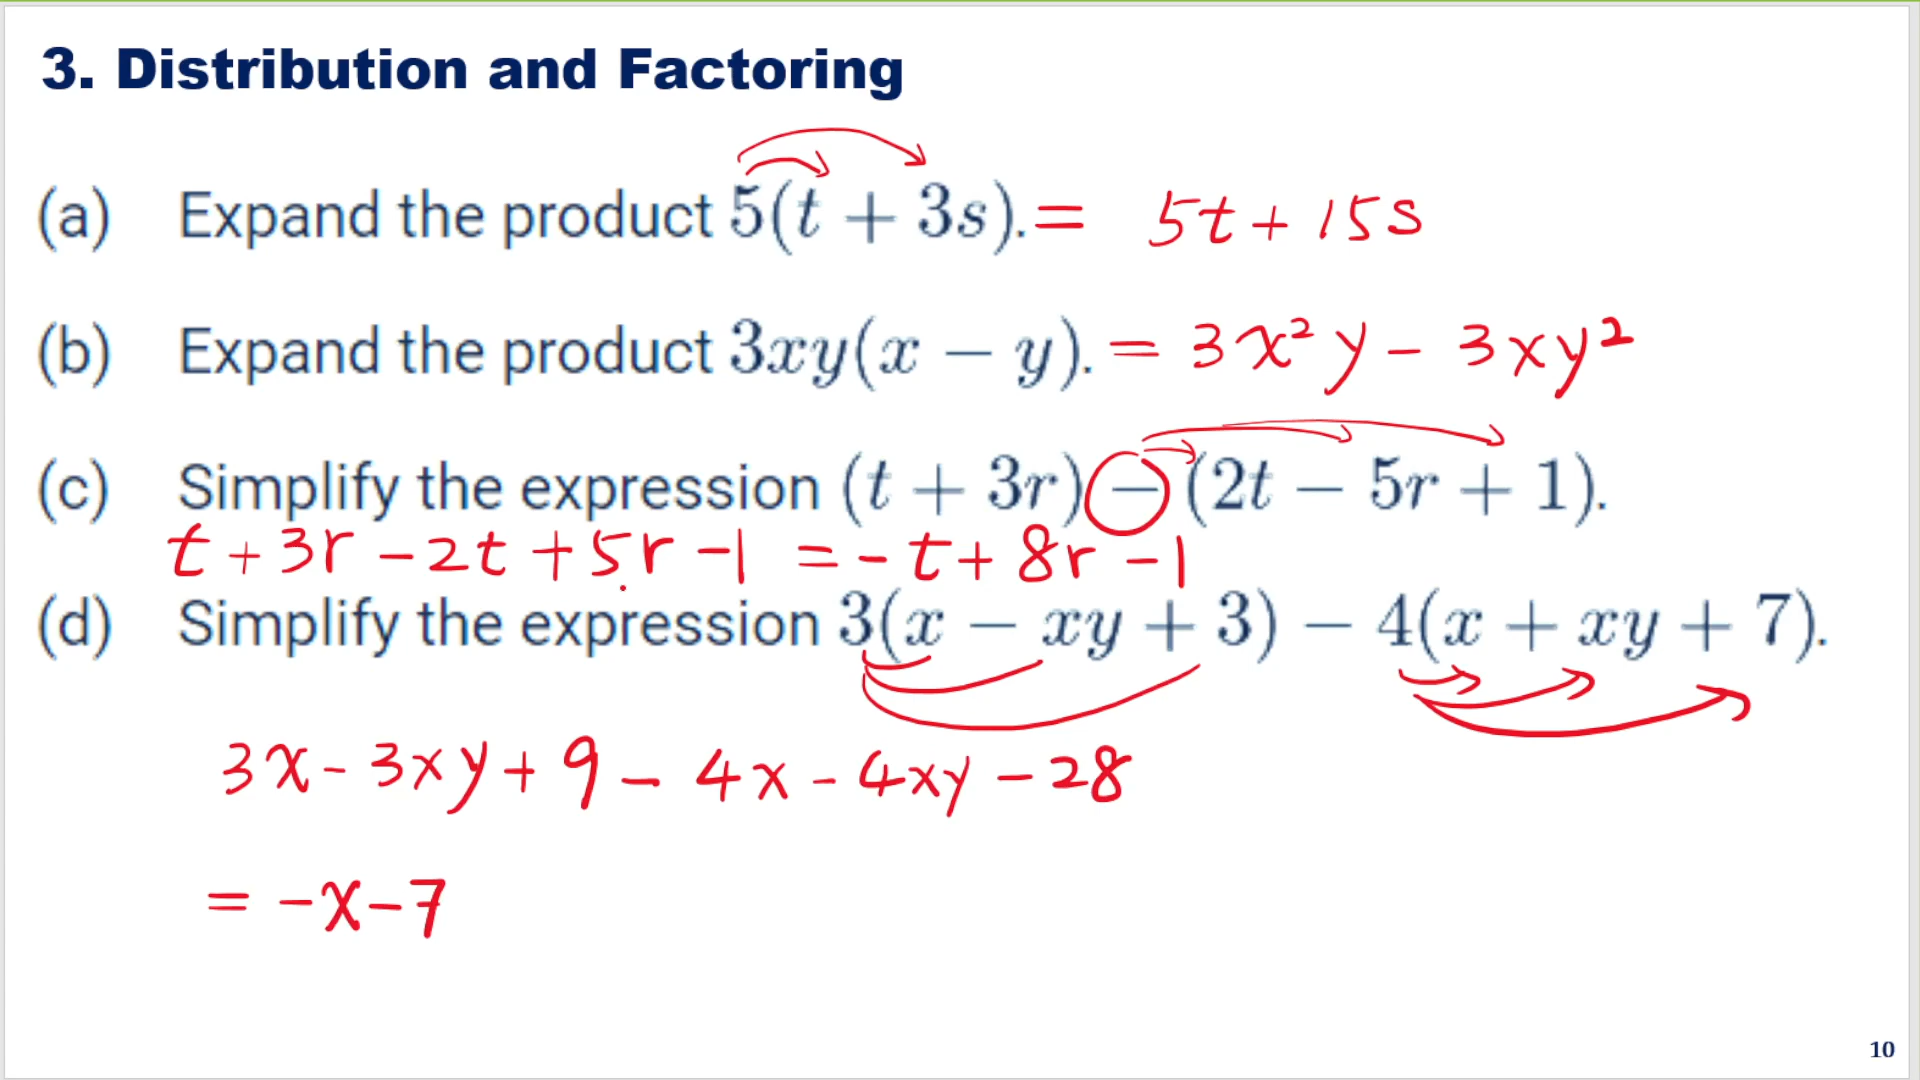 3. Distribution and Factoring
(a) Expand the product 5(t + 3s). = 5t + 15s
(b) Expand the product 3xy(x − y). = 3x² y − 3xy²
(c) Simplify the expression (t + 3r) − (2t − 5r + 1).
t + 3r − 2t + 5r − 1 = − t + 8r − 1
(d) Simplify the expression 3(x − xy + 3) − 4(x + xy + 7).
3x − 3xy + 9 − 4x − 4xy − 28
= −x − 7
10